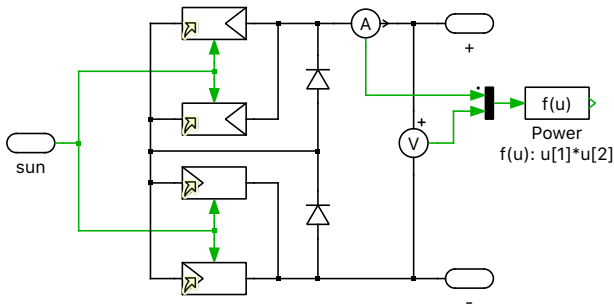 A
+
sun
+
V
f(u)
Power
f(u): u[1]*u[2]
-